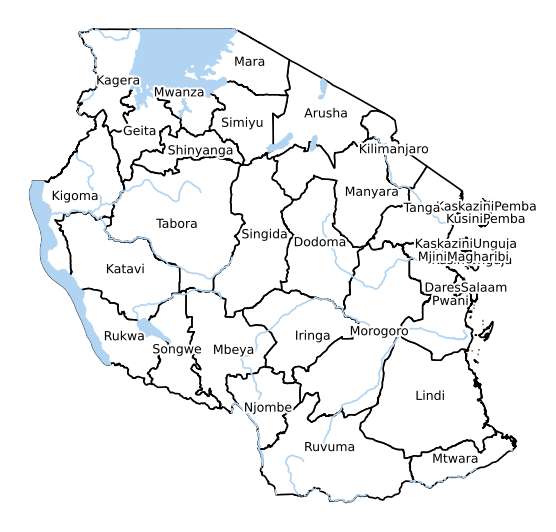 Mara
Kagera
Mwanza
Arusha
Simiyu
Geita
Kilimanjaro
Shinyanga
Manyara
Kigoma
KaskaziniPemba
Tanga
KusiniPemba
Tabora
Singida
Dodoma
KaskaziniUnguja
MjiniMagharibi
Katavi
DaresSalaam
Pwani
Morogoro
Rukwa
Iringa
Songwe
Mbeya
Lindi
Njombe
Ruvuma
Mtwara